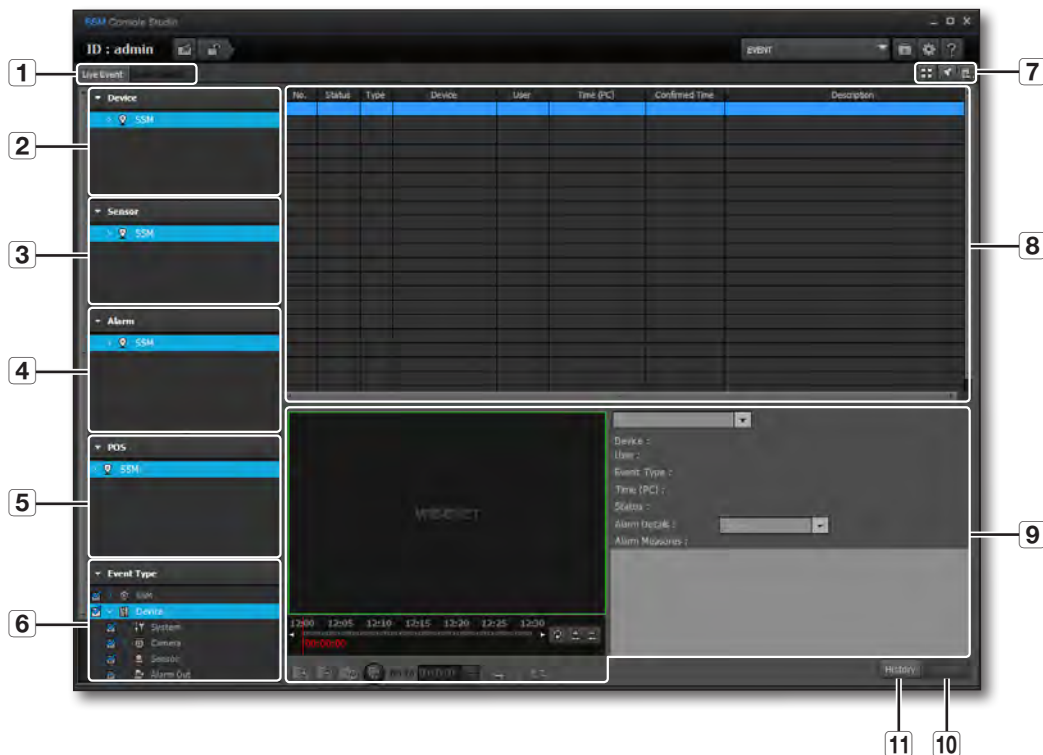 SSM Console Studio
ID : admin
EVENT
?
1
Live Event
7
Device
SSM
2
Sensor
SSM
3
Alarm
SSM
4
POS
SSM
5
Event Type
SSM
Device
System
Camera
Sensor
Alarm Out
6
No. Status Type Device User Time (PC) Confirmed Time Description
8
WISENET
12:00 12:05 12:10 12:15 12:20 12:25 12:30
00:00:00
Device :
User :
Event Type :
Time (PC) :
Status :
Alarm Details :
Alarm Measures :
9
History
11
10